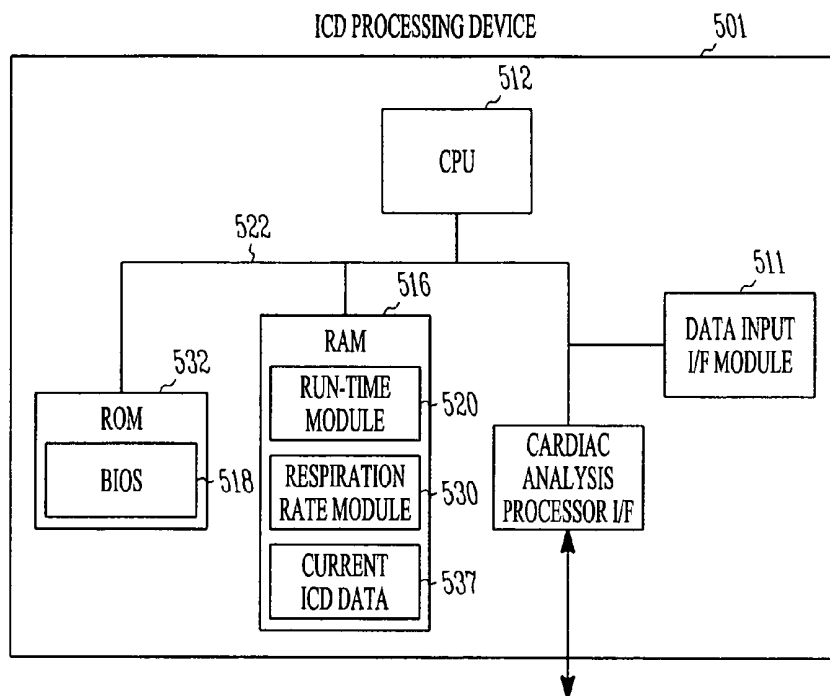 ICD PROCESSING DEVICE
501
512
CPU
522
516
511
RAM
DATA INPUT
I/F MODULE
532
ROM
BIOS
518
RUN-TIME
MODULE
520
RESPIRATION
RATE MODULE
530
CURRENT
ICD DATA
537
CARDIAC
ANALYSIS
PROCESSOR I/F